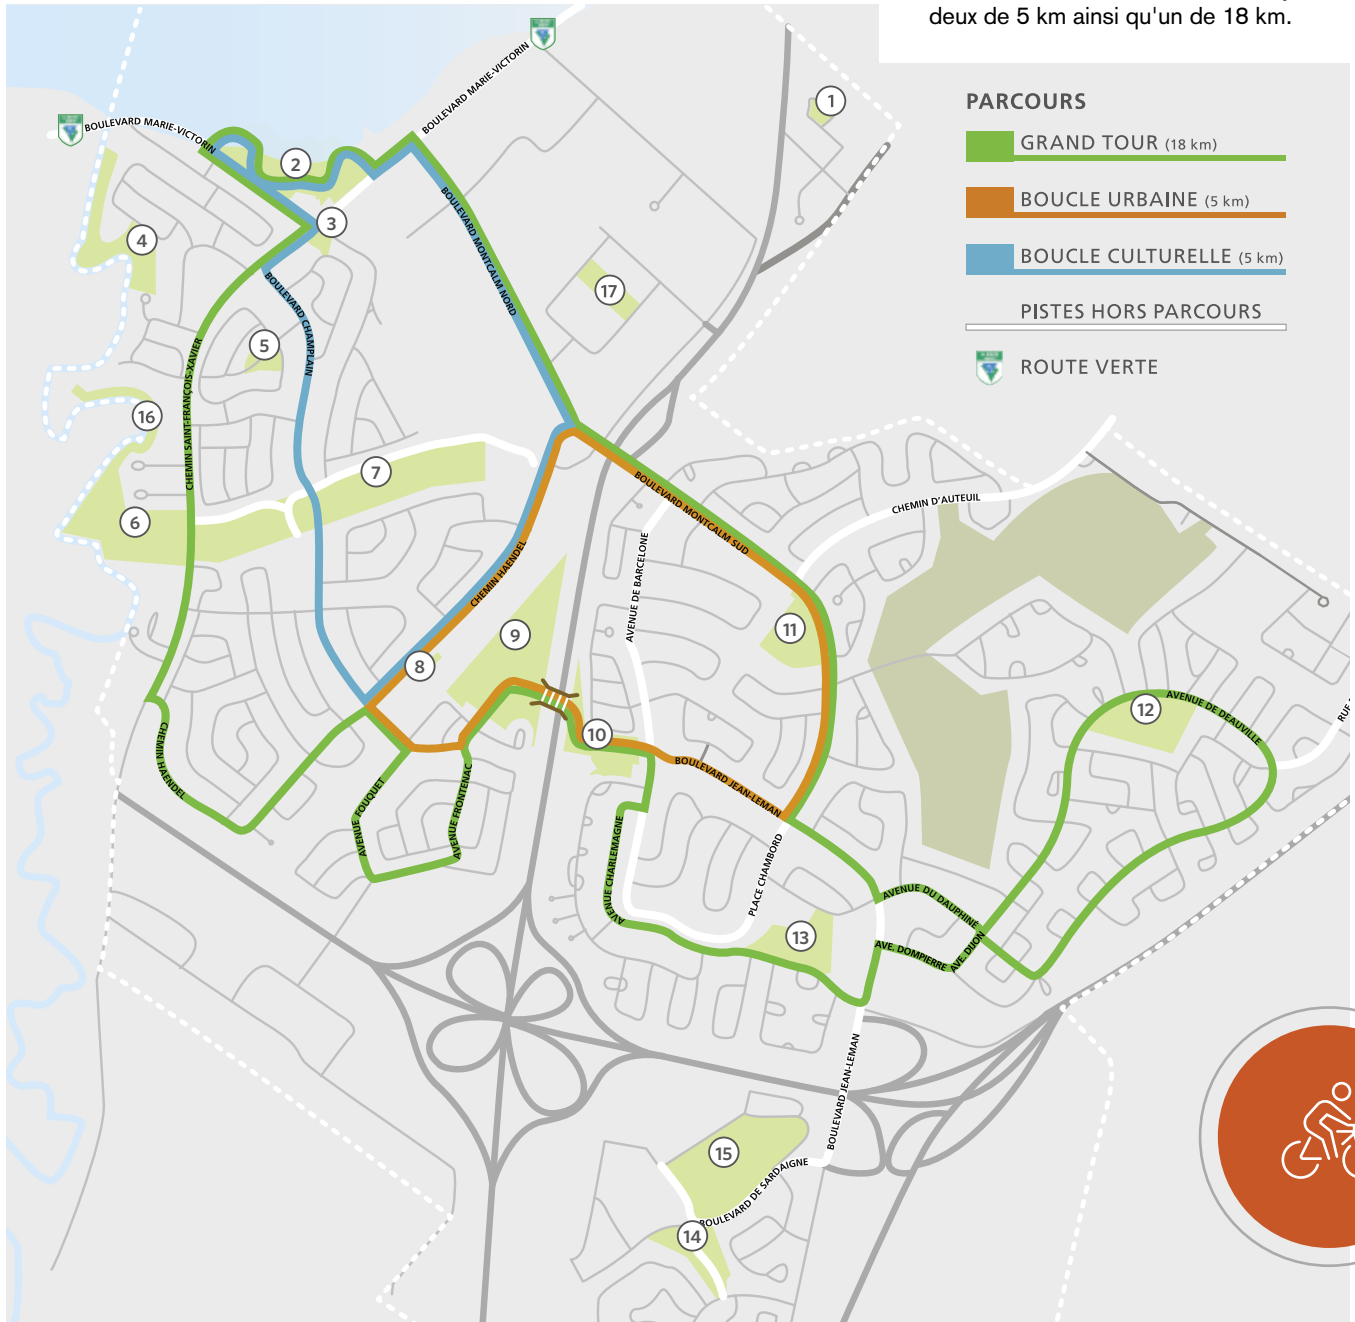 deux de 5 km ainsi qu'un de 18 km.
PARCOURS
GRAND TOUR (18 km)
BOUCLE URBAINE (5 km)
BOUCLE CULTURELLE (5 km)
PISTES HORS PARCOURS
ROUTE VERTE
BOULEVARD MARIE-VICTORIN
BOULEVARD MARIE-VICTORIN
1
2
3
4
BOULEVARD MONTCALM NORD
17
BOULEVARD CHAMPLAIN
5
CHEMIN SAINT-FRANÇOIS-XAVIER
16
7
6
BOULEVARD MONTCALM SUD
CHEMIN D'AUTEUIL
CHEMIN HAENDEL
AVENUE DE BARCELONE
9
11
8
12
AVENUE DE DEAUVILLE
RUE
10
CHEMIN HAENDEL
BOULEVARD JEAN-LEMAN
AVENUE FOUQUET
AVENUE FRONTENAC
AVENUE CHARLEMAGNE
PLACE CHAMBORD
AVENUE DU DAUPHINÉ
13
AVE. DOMPIERRE
AVE. DIJON
BOULEVARD JEAN-LEMAN
15
BOULEVARD DE SARDAIGNE
14